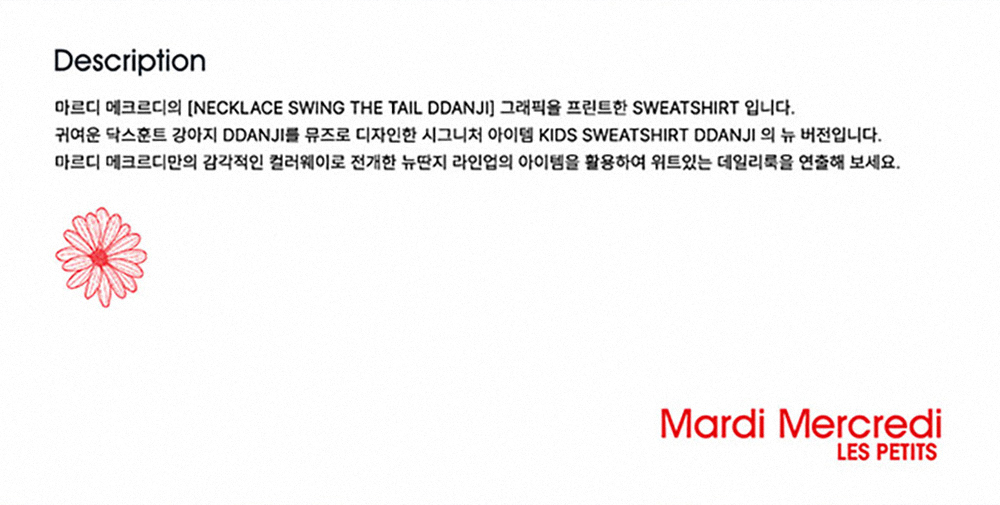 Description
마르디 메크르디의 [NECKLACE SWING THE TAIL DDANJI] 그래픽을 프린트한 SWEATSHIRT 입니다.
귀여운 닥스훈트 강아지 DDANJI를 뮤즈로 디자인한 시그니처 아이템 KIDS SWEATSHIRT DDANJI 의 뉴 버전입니다.
마르디 메크르디만의 감각적인 컬러웨이로 전개한 뉴딴지 라인업의 아이템을 활용하여 위트있는 데일리룩을 연출해 보세요.
Mardi Mercredi
LES PETITS